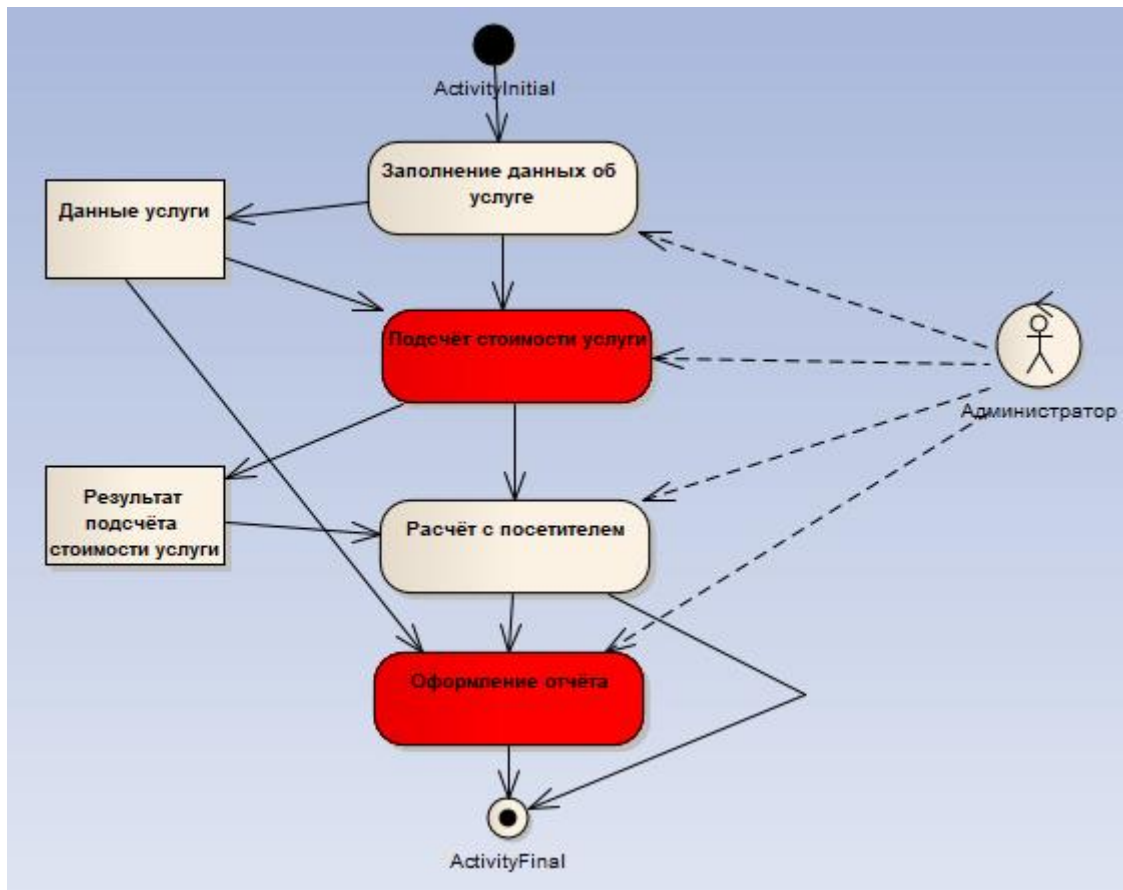 ActivityInitial
Заполнение данных об
услуге
Данные услуги
Подсчёт стоимости услуги
Администратор
Результат
подсчёта
стоимости услуги
Расчёт с посетителем
Оформление отчёта
ActivityFinal